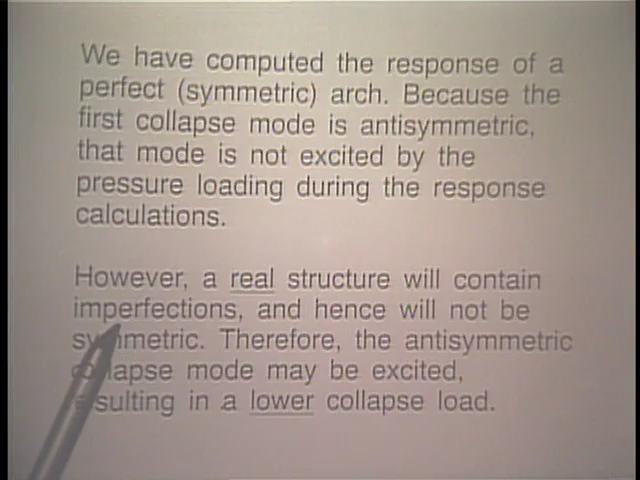 We have computed the response of a
perfect (symmetric) arch. Because the
first collapse mode is antisymmetric,
that mode is not excited by the
pressure loading during the response
calculations.
However, a real structure will contain
imperfections, and hence will not be
symmetric. Therefore, the antisymmetric
collapse mode may be excited,
resulting in a lower collapse load.